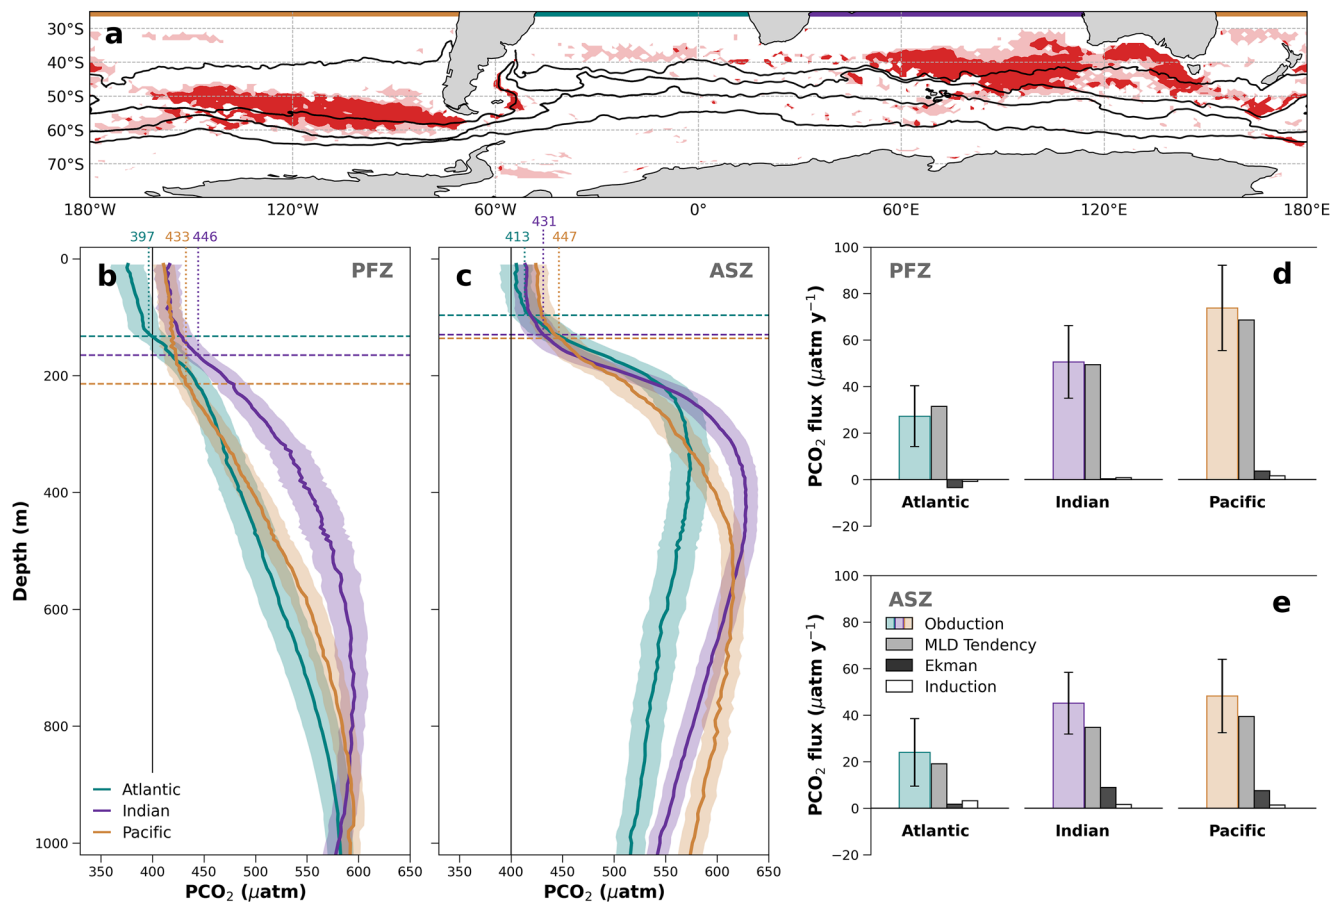 a
30°S
40°S
50°S
60°S
70°S
180°W
120°W
60°W
0°
60°E
120°E
180°E
397
433
446
b
PFZ
0
200
400
600
800
1000
Depth (m)
Atlantic
Indian
Pacific
350
400
450
500
550
600
650
PCO₂ (μatm)
431
413
447
c
ASZ
350
400
450
500
550
600
650
PCO₂ (μatm)
PFZ
d
100
80
60
40
20
0
−20
PCO₂ flux (μatm y⁻¹)
Atlantic
Indian
Pacific
ASZ
e
Obduction
MLD Tendency
Ekman
Induction
100
80
60
40
20
0
−20
PCO₂ flux (μatm y⁻¹)
Atlantic
Indian
Pacific